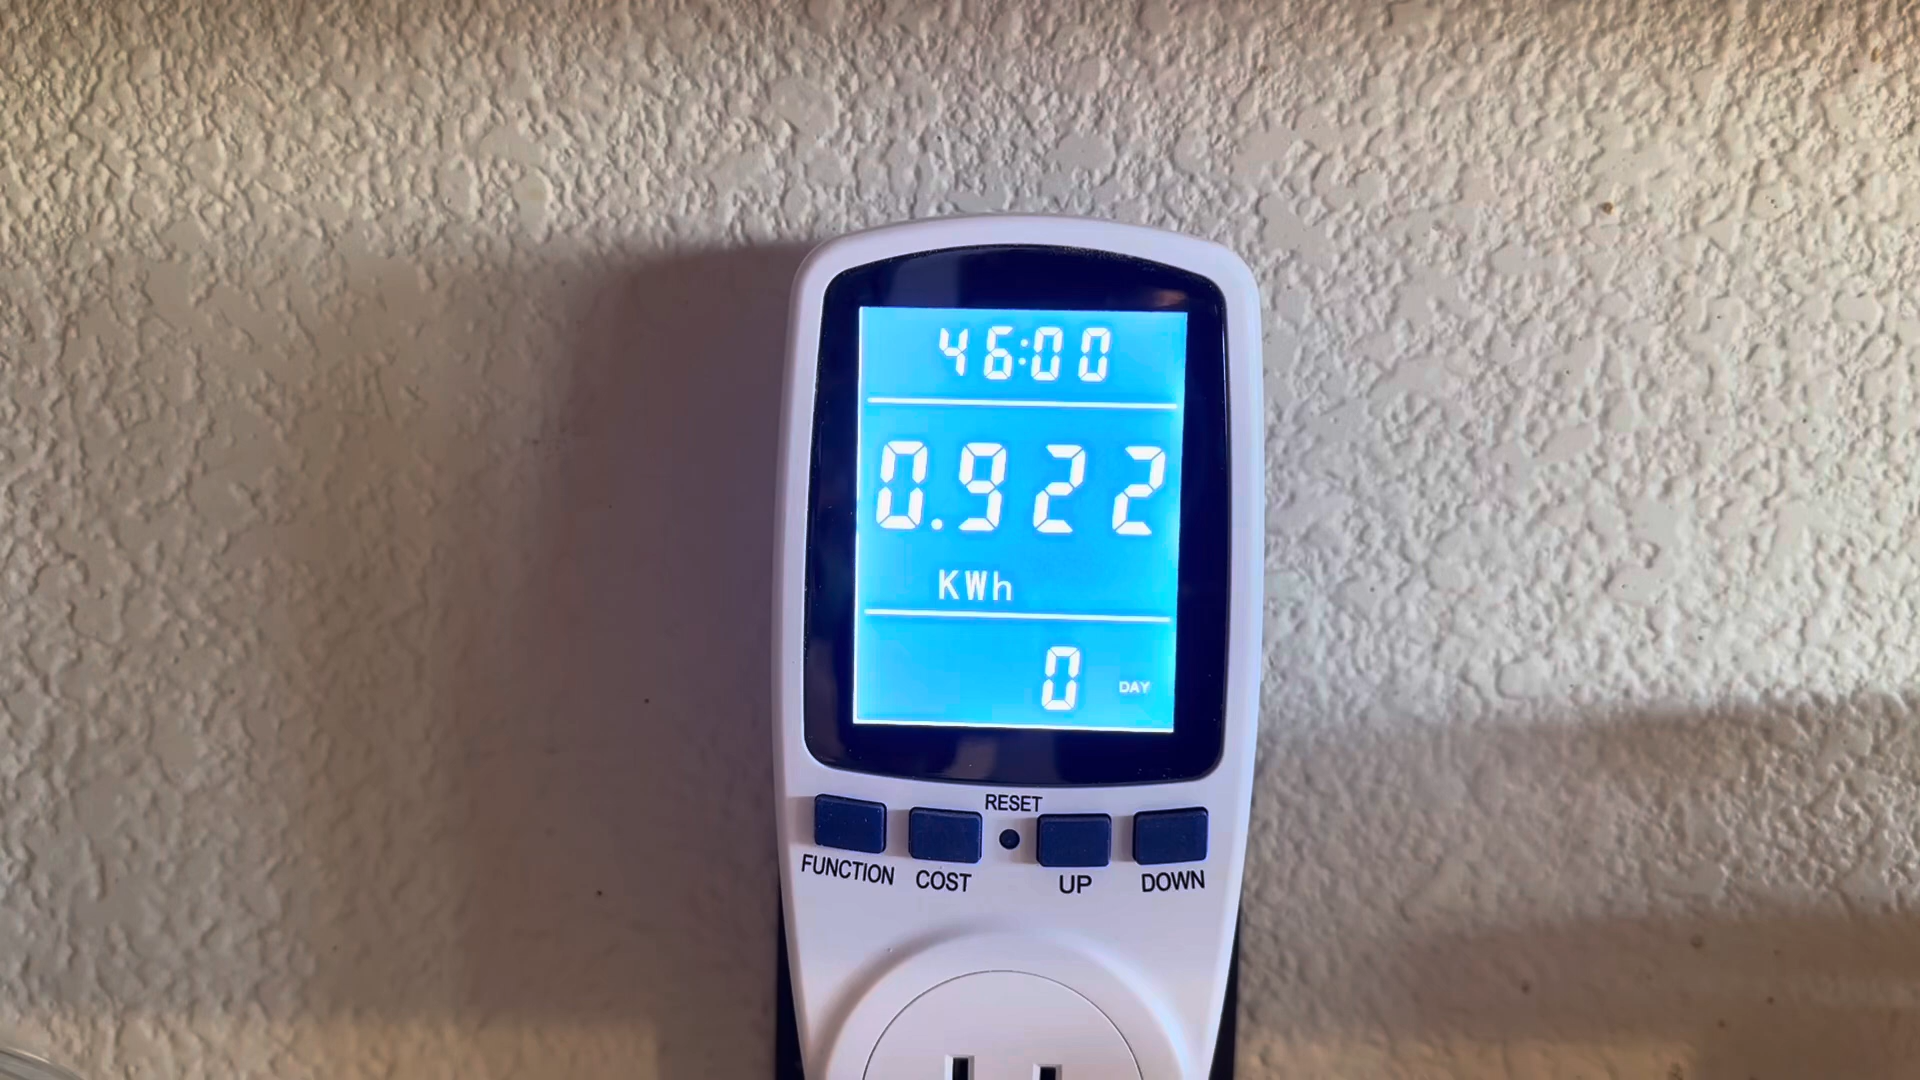 46:00
0.922
KWh
0 DAY
RESET
FUNCTION COST UP DOWN